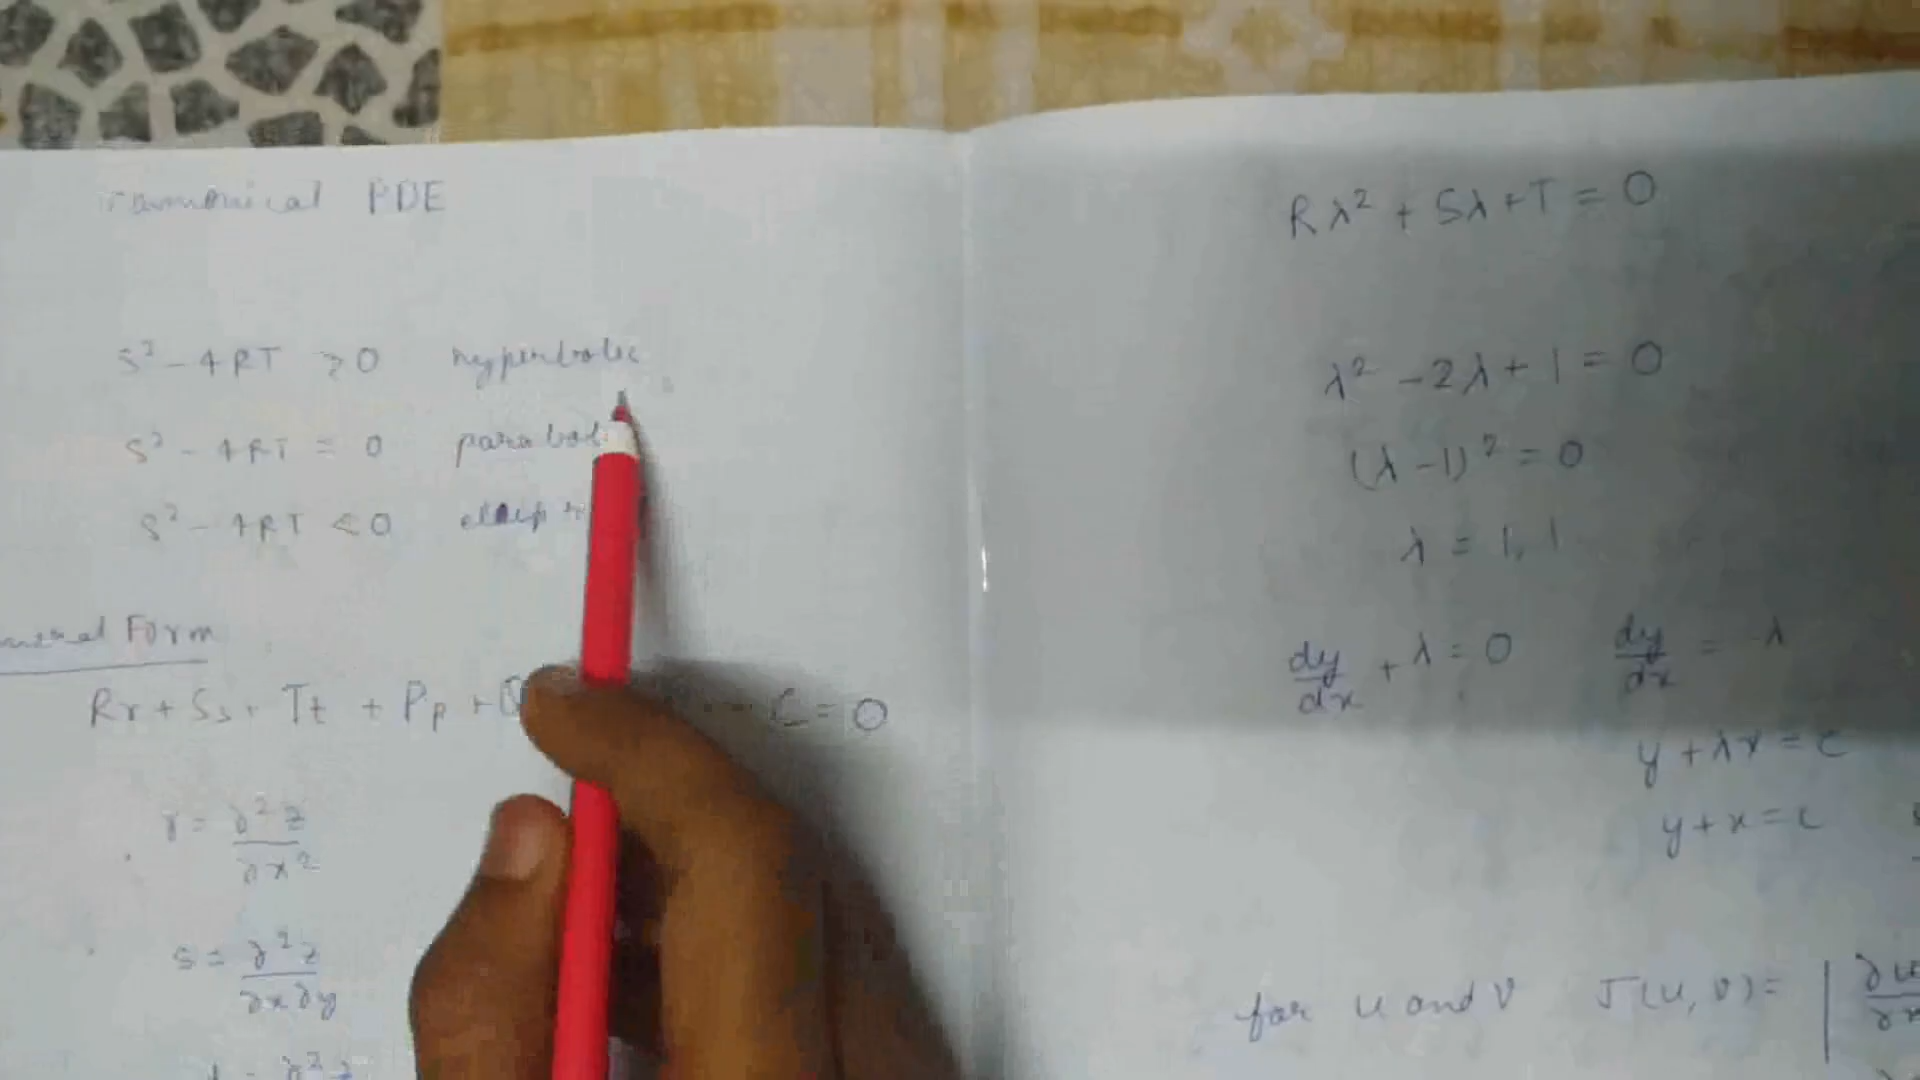 PDE
S² - 4RT > 0 hyperbolic
S² - 4RT = 0 parabol
S² - 4RT < 0
Form
Rr + Ss + Tt + Pp + Q C = 0
r = ∂²z/∂x²
s = ∂²z/∂x∂y
Rλ² + Sλ + T = 0
λ² - 2λ + 1 = 0
(λ - 1)² = 0
λ = 1, 1
dy/dx + λ = 0 dy/dx = -λ
y + λx = c
y + x = c
for u and v J(u, v) =